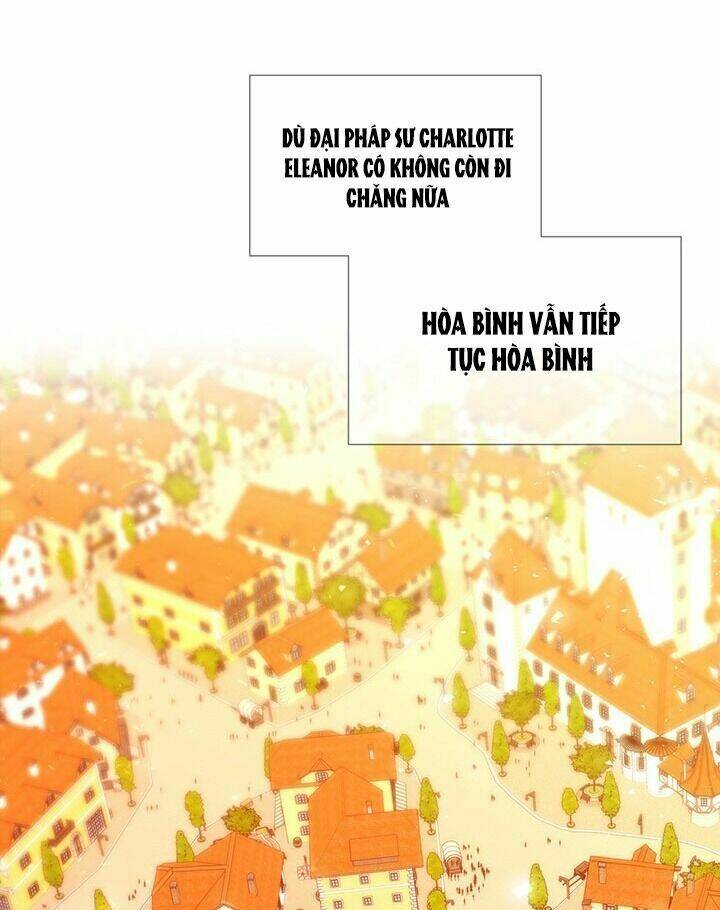 DÙ ĐẠI PHÁP SƯ CHARLOTTE
ELEANOR CÓ KHÔNG CÒN ĐI
CHĂNG NỮA
HÒA BÌNH VẪN TIẾP
TỤC HÒA BÌNH